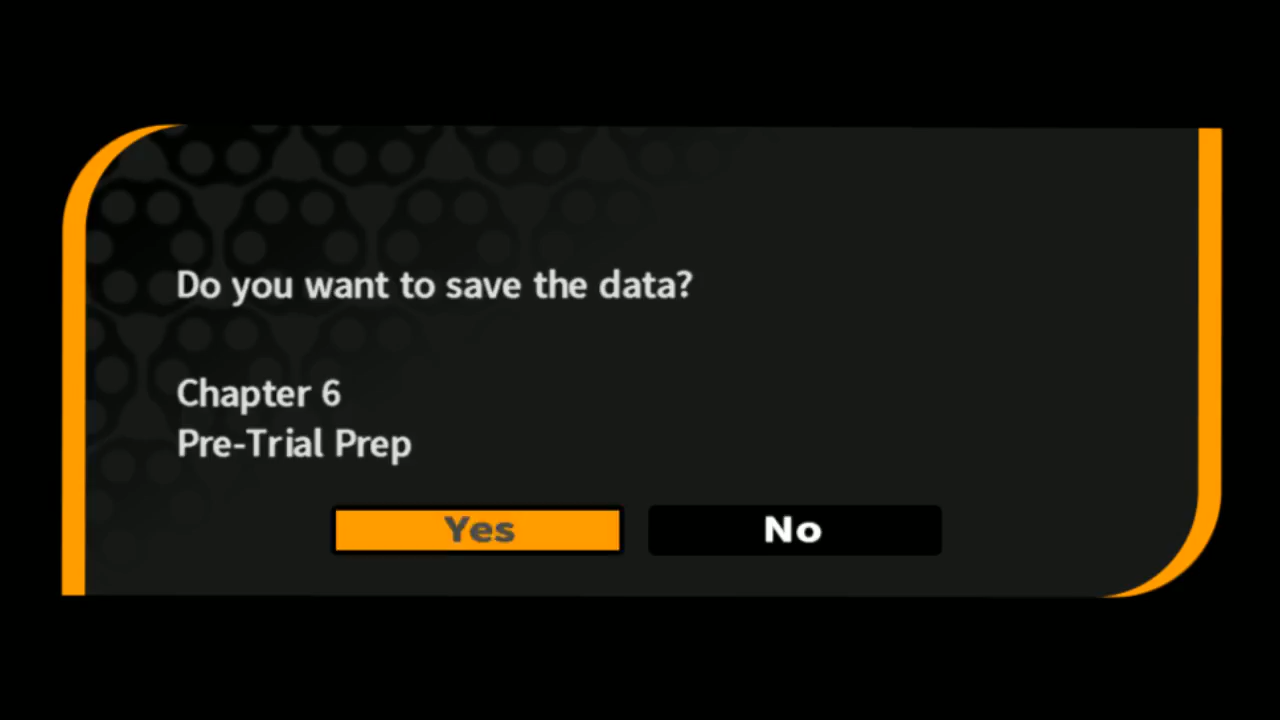 Do you want to save the data?
Chapter 6
Pre-Trial Prep
Yes No